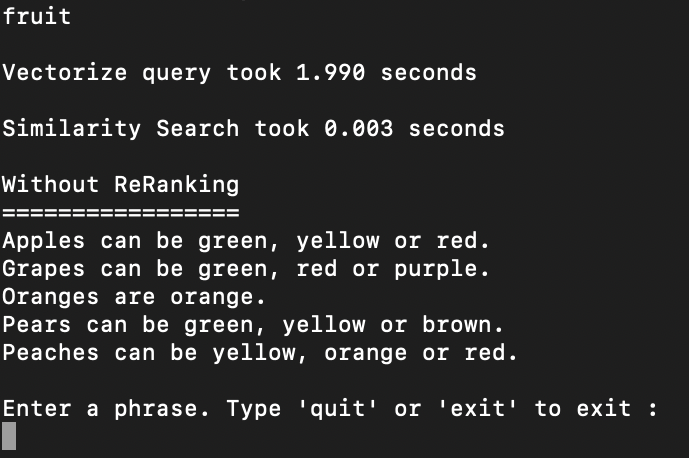 fruit
Vectorize query took 1.990 seconds
Similarity Search took 0.003 seconds
Without ReRanking
=================
Apples can be green, yellow or red.
Grapes can be green, red or purple.
Oranges are orange.
Pears can be green, yellow or brown.
Peaches can be yellow, orange or red.
Enter a phrase. Type 'quit' or 'exit' to exit :